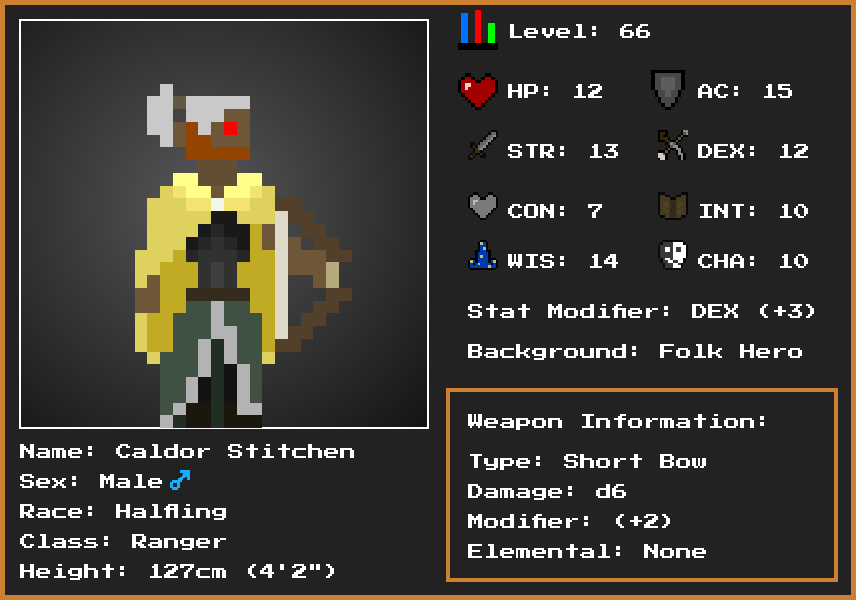 Level: 66
HP: 12
AC: 15
STR: 13
DEX: 12
CON: 7
INT: 10
WIS: 14
CHA: 10
Stat Modifier: DEX (+3)
Background: Folk Hero
Weapon Information:
Type: Short Bow
Damage: d6
Modifier: (+2)
Elemental: None
Name: Caldor Stitchen
Sex: Male♂
Race: Halfling
Class: Ranger
Height: 127cm (4'2")